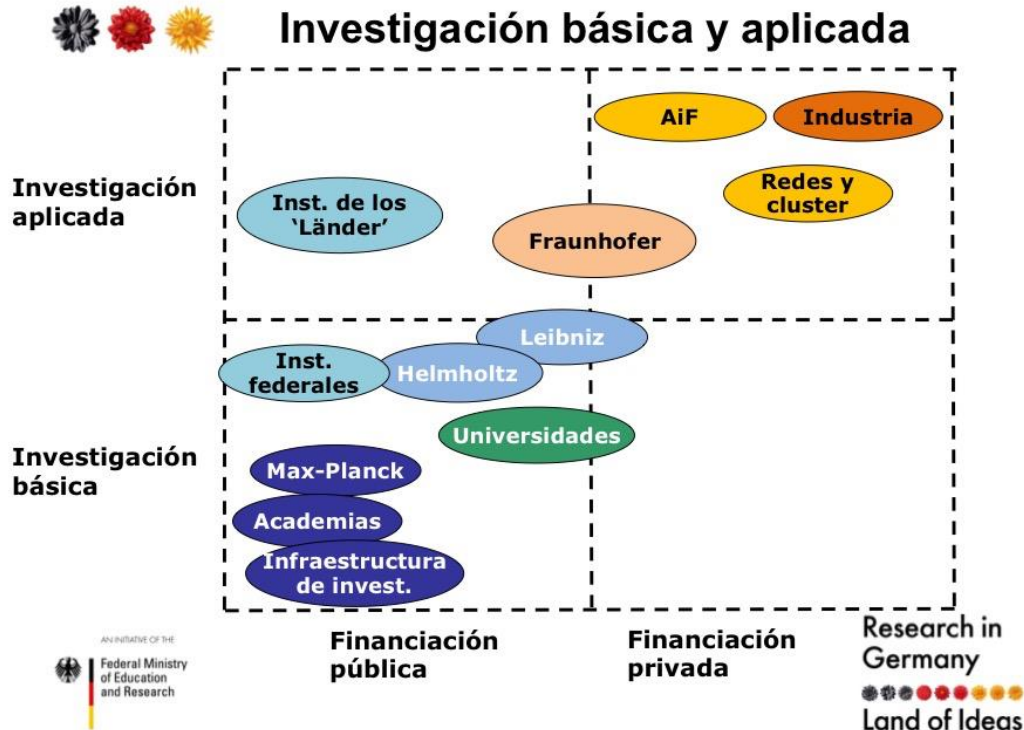 Investigación básica y aplicada
AiF
Industria
Investigación
aplicada
Inst. de los
‘Länder’
Redes y
cluster
Fraunhofer
Leibniz
Inst.
federales
Helmholtz
Universidades
Investigación
básica
Max-Planck
Academias
Infraestructura
de invest.
Financiación
pública
Financiación
privada
AN INITIATIVE OF THE
Federal Ministry
of Education
and Research
Research in
Germany
Land of Ideas